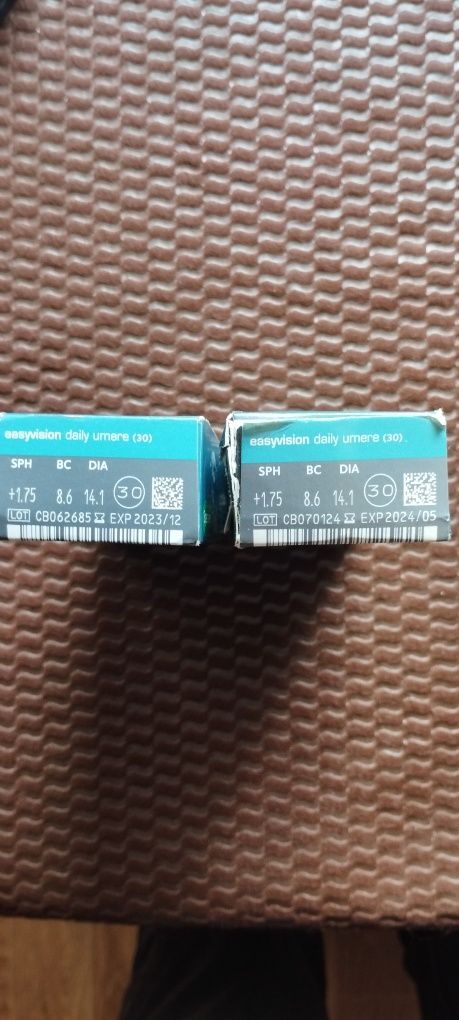 easyvision daily umere (30)
SPH BC DIA
+1.75 8.6 14.1 30
LOT CB062685 EXP 2023/12
easyvision daily umere (30)
SPH BC DIA
+1.75 8.6 14.1 30
LOT CB070124 EXP 2024/05